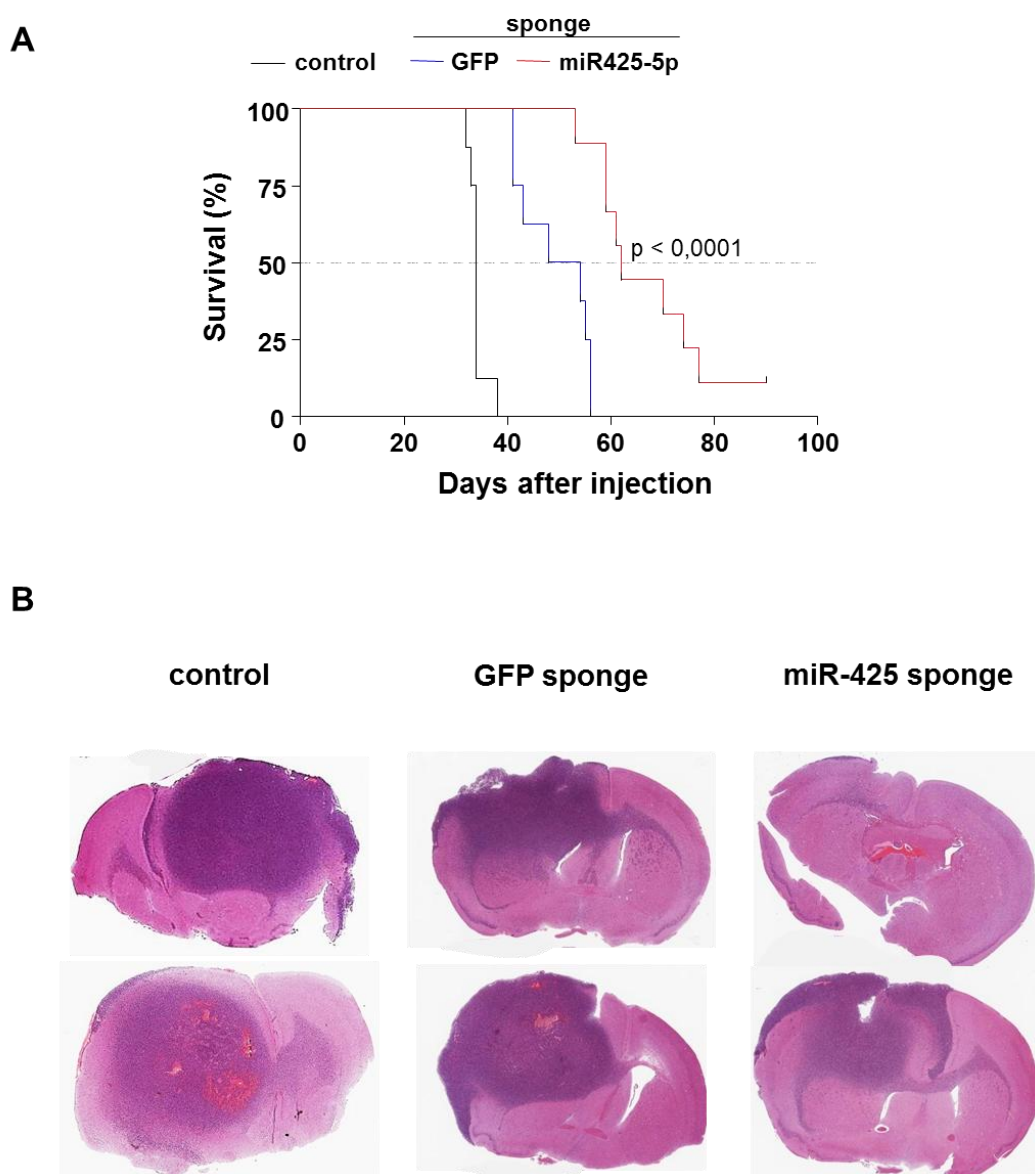 A
sponge
control GFP miR425-5p
100
75
50
25
0
Survival (%)
p < 0,0001
0 20 40 60 80 100
Days after injection
B
control GFP sponge miR-425 sponge